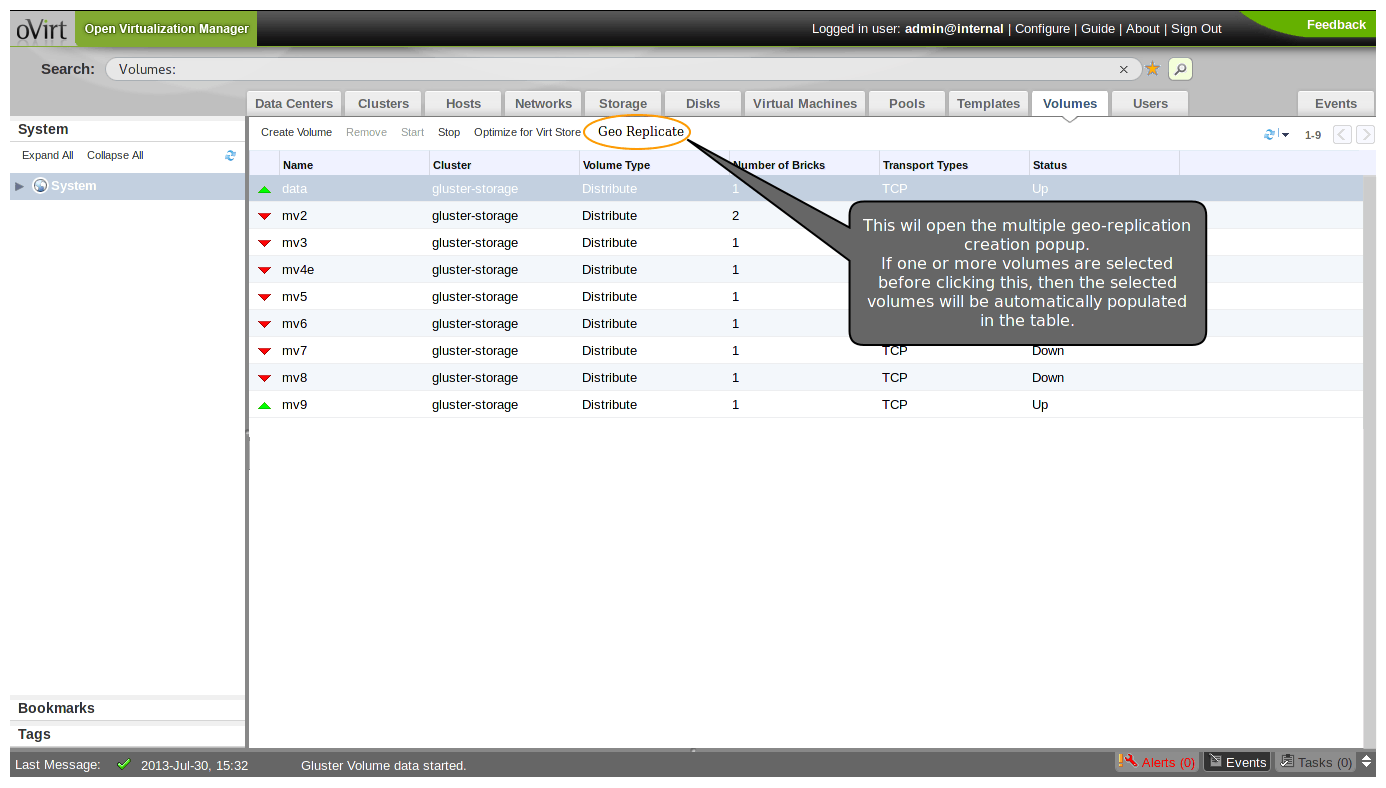 oVirt Open Virtualization Manager
Logged in user: admin@internal | Configure | Guide | About | Sign Out
Feedback
Search: Volumes:
Data Centers Clusters Hosts Networks Storage Disks Virtual Machines Pools Templates Volumes Users Events
System
Expand All Collapse All
System
Create Volume Remove Start Stop Optimize for Virt Store Geo Replicate
1-9
Name Cluster Volume Type Number of Bricks Transport Types Status
data gluster-storage Distribute 1 TCP Up
mv2 gluster-storage Distribute 2
mv3 gluster-storage Distribute 1
mv4e gluster-storage Distribute 1
mv5 gluster-storage Distribute 1
mv6 gluster-storage Distribute 1
mv7 gluster-storage Distribute 1 TCP Down
mv8 gluster-storage Distribute 1 TCP Down
mv9 gluster-storage Distribute 1 TCP Up
This wil open the multiple geo-replication
creation popup.
If one or more volumes are selected
before clicking this, then the selected
volumes will be automatically populated
in the table.
Bookmarks
Tags
Last Message: 2013-Jul-30, 15:32 Gluster Volume data started.
Alerts (0) Events Tasks (0)